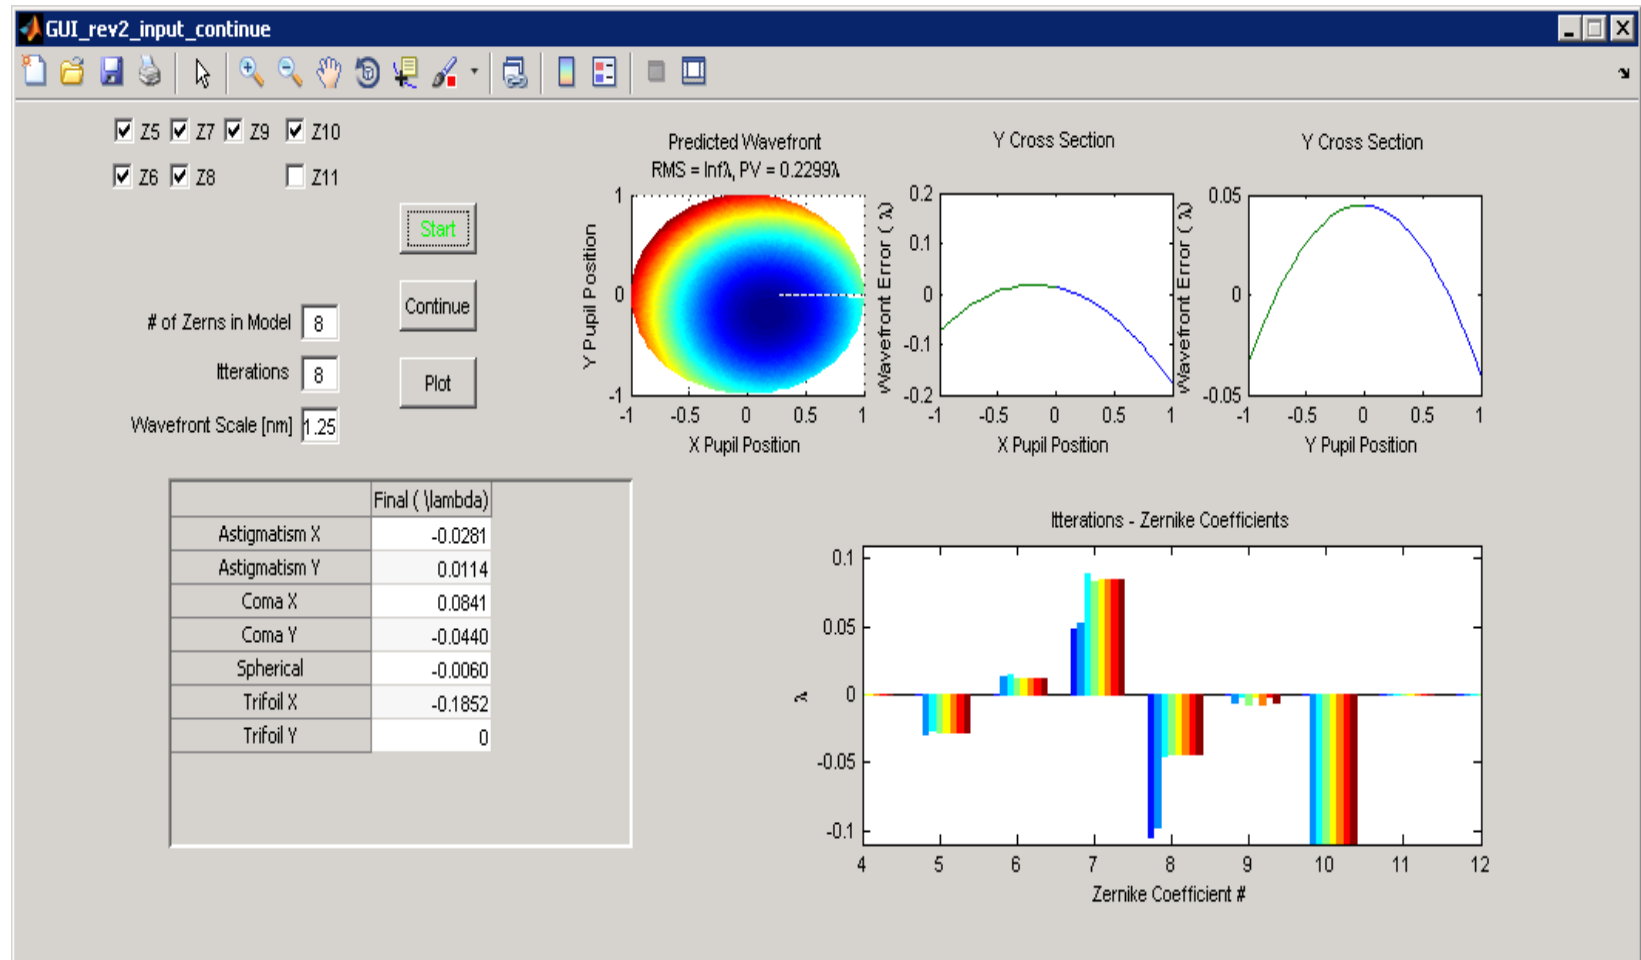 GUI_rev2_input_continue
Z5 Z7 Z9 Z10
Z6 Z8 Z11
Start
Continue
Plot
# of Zerns in Model 8
Itterations 8
Wavefront Scale [nm] 1.25
Predicted Wavefront
RMS = Infλ, PV = 0.2299λ
Y Pupil Position
1
0
-1
-1 -0.5 0 0.5 1
X Pupil Position
Y Cross Section
Wavefront Error ( λ)
0.2
0.1
0
-0.1
-0.2
-1 -0.5 0 0.5 1
X Pupil Position
Y Cross Section
Wavefront Error ( λ)
0.05
0
-0.05
-1 -0.5 0 0.5 1
Y Pupil Position
Final ( \lambda)
Astigmatism X -0.0281
Astigmatism Y 0.0114
Coma X 0.0841
Coma Y -0.0440
Spherical -0.0060
Trifoil X -0.1852
Trifoil Y 0
Itterations - Zernike Coefficients
λ
0.1
0.05
0
-0.05
-0.1
4 5 6 7 8 9 10 11 12
Zernike Coefficient #